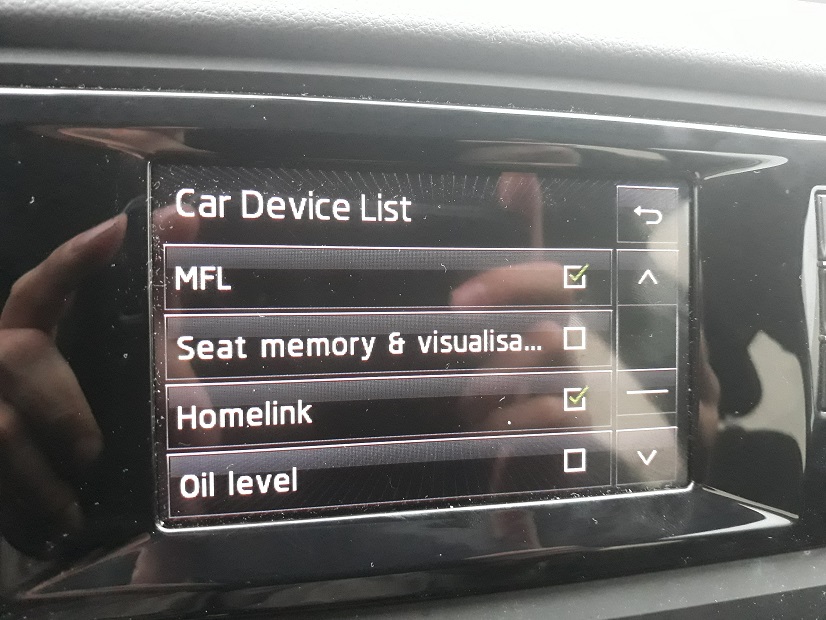 Car Device List
MFL
Seat memory & visualisa...
Homelink
Oil level